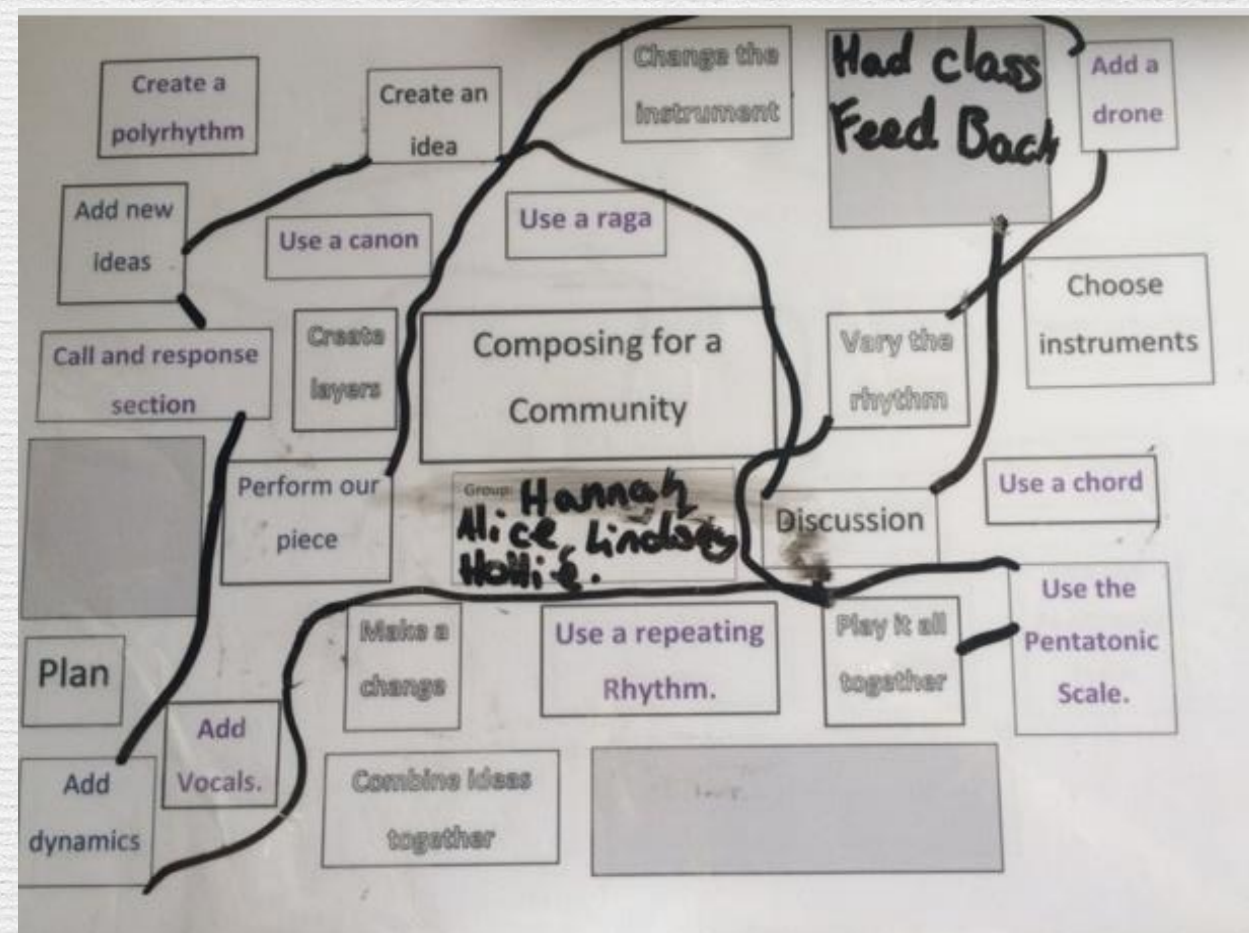 Change the
instrument
Had class
Feed Back
Add a
drone
Create a
polyrhythm
Create an
idea
Add new
ideas
Use a canon
Use a raga
Choose
instruments
Call and response
section
Create
layers
Composing for a
Community
Vary the
rhythm
Perform our
piece
Group: Hannah
Alice, Lindsey
Hollie.
Discussion
Use a chord
Plan
Make a
change
Use a repeating
Rhythm.
Play it all
together
Use the
Pentatonic
Scale.
Add
Vocals.
Add
dynamics
Combine ideas
together